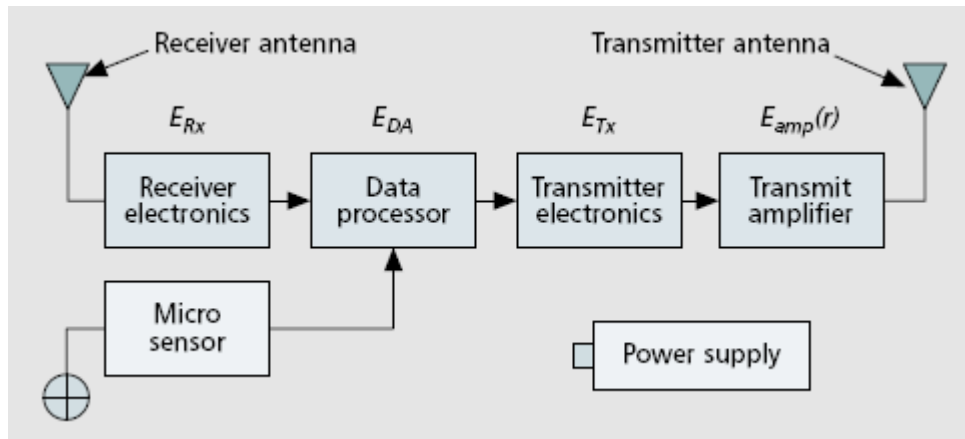 Receiver antenna
Transmitter antenna
E_Rx
E_DA
E_Tx
E_amp(r)
Receiver
electronics
Data
processor
Transmitter
electronics
Transmit
amplifier
Micro
sensor
Power supply